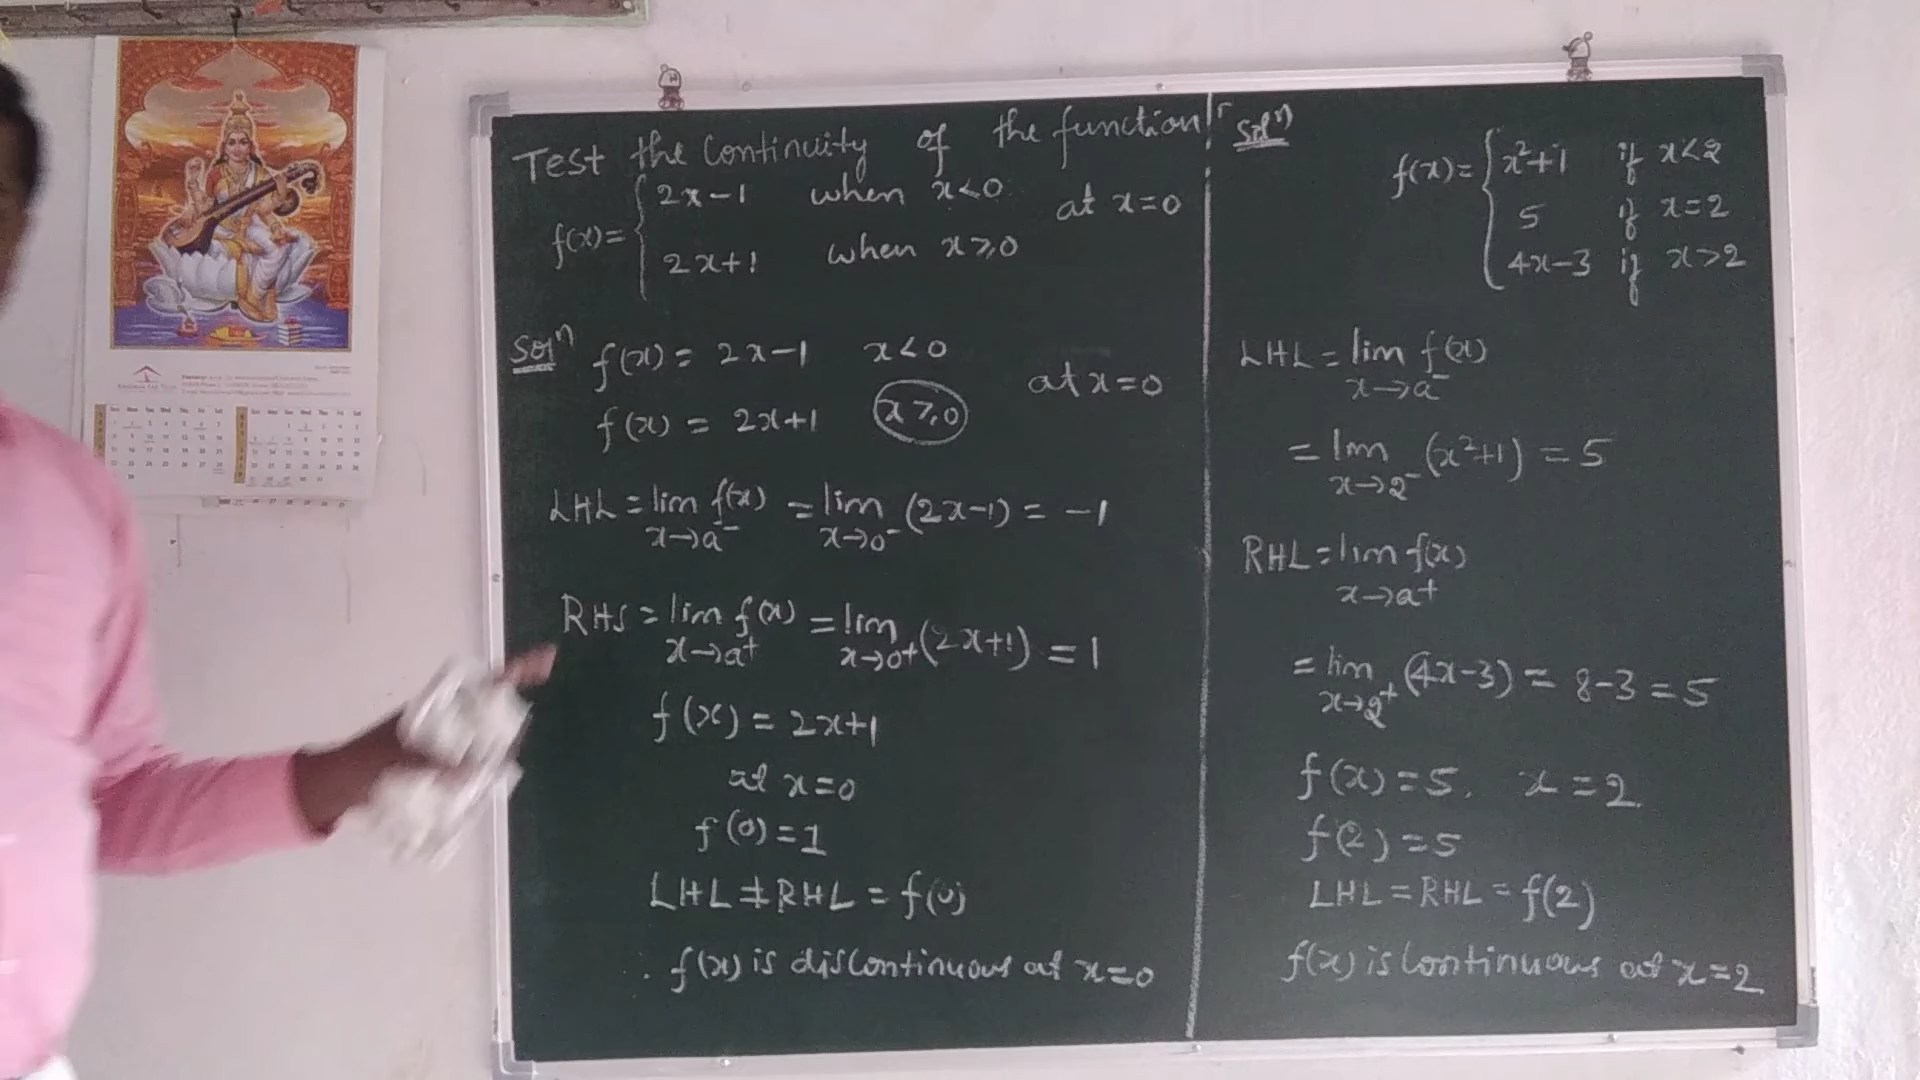 Test the Continuity of the function
f(x)= { 2x-1 when x<0 at x=0
2x+1 when x≥0
Solⁿ f(x) = 2x-1 x<0
at x=0
f(x) = 2x+1 x≥0
LHL = lim f(x) = lim (2x-1) = -1
x→a⁻ x→0⁻
RHS = lim f(x) = lim (2x+1) = 1
x→a⁺ x→0⁺
f(x) = 2x+1
at x=0
f(0)=1
LHL ≠ RHL = f(0)
. f(x) is discontinuous at x=0
Solⁿ
f(x)= { x²+1 if x<2
5 if x=2
4x-3 if x>2
LHL = lim f(x)
x→a⁻
= lim (x²+1) = 5
x→2⁻
RHL = lim f(x)
x→a⁺
= lim (4x-3) = 8-3 = 5
x→2⁺
f(x)=5. x=2
f(2)=5
LHL = RHL = f(2)
f(x) is Continuous at x=2